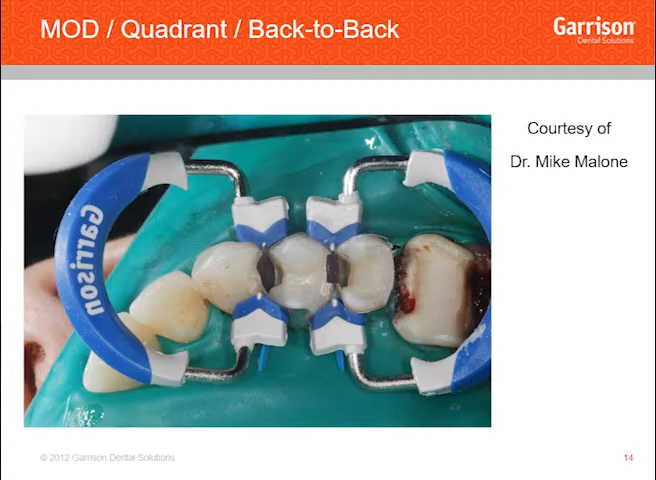 MOD / Quadrant / Back-to-Back
Garrison
Dental Solutions
Courtesy of
Dr. Mike Malone
Garrison
© 2012 Garrison Dental Solutions
14